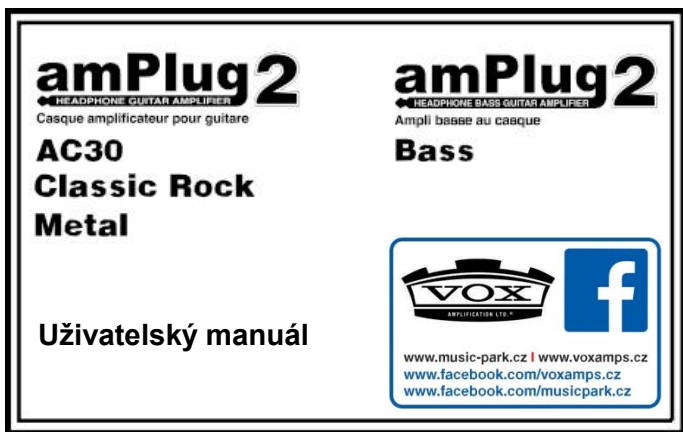 amPlug2
HEADPHONE GUITAR AMPLIFIER
Casque amplificateur pour guitare
AC30
Classic Rock
Metal
Uživatelský manuál
amPlug2
HEADPHONE BASS GUITAR AMPLIFIER
Ampli basse au casque
Bass
VOX
AMPLIFICATION LTD.®
f
www.music-park.cz I www.voxamps.cz
www.facebook.com/voxamps.cz
www.facebook.com/musicpark.cz